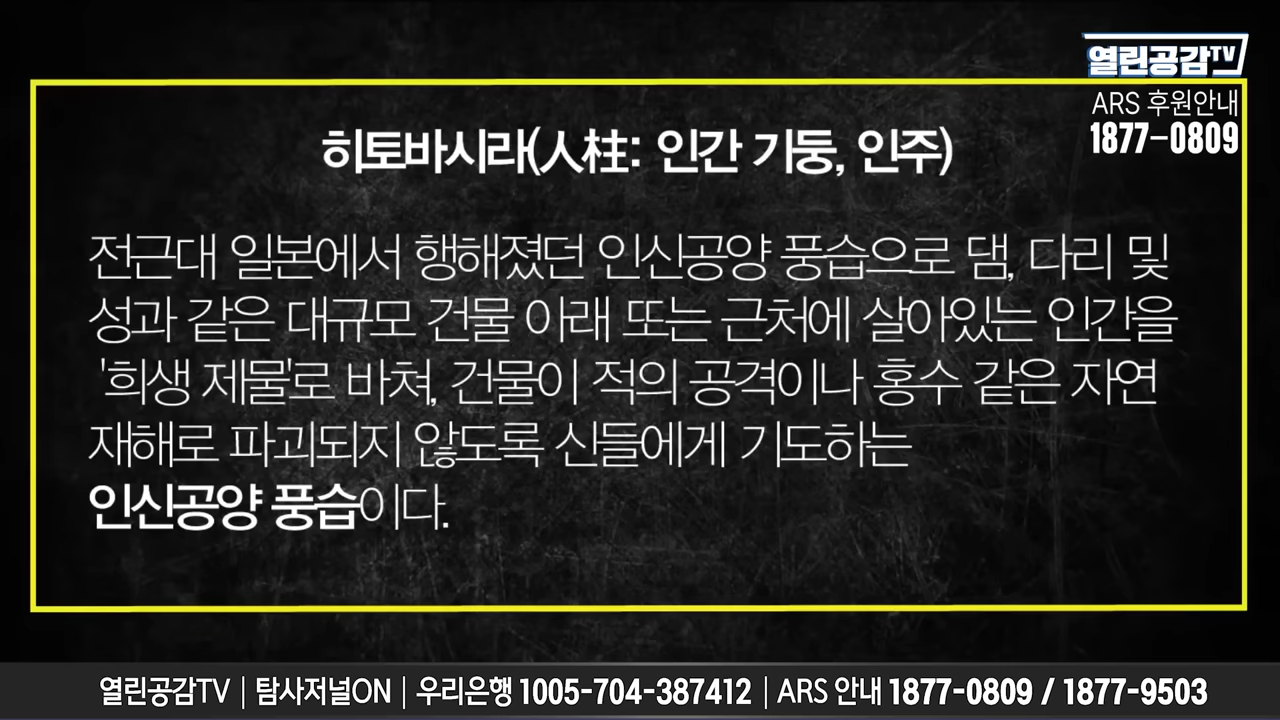 열린공감TV
ARS 후원안내
1877-0809
히토바시라(人柱: 인간 기둥, 인주)
전근대 일본에서 행해졌던 인신공양 풍습으로 댐, 다리 및
성과 같은 대규모 건물 아래 또는 근처에 살아있는 인간을
'희생 제물'로 바쳐, 건물이 적의 공격이나 홍수 같은 자연
재해로 파괴되지 않도록 신들에게 기도하는
인신공양 풍습이다.
열린공감TV | 탐사저널ON | 우리은행 1005-704-387412 | ARS 안내 1877-0809 / 1877-9503